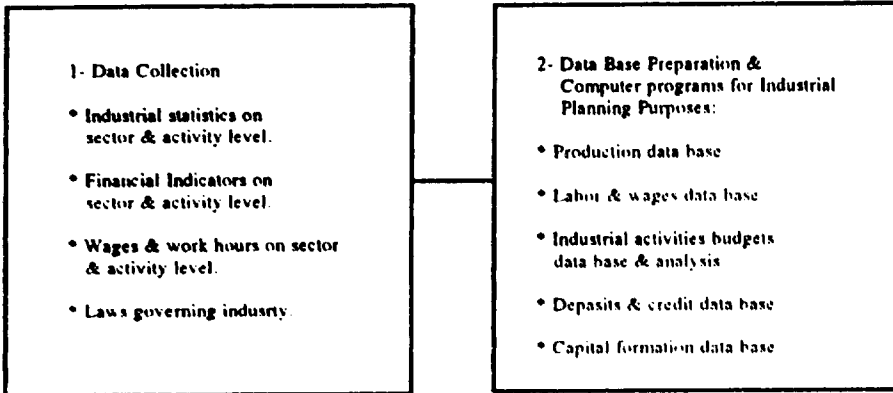 1- Data Collection
* Industrial statistics on
sector & activity level.
* Financial Indicators on
sector & activity level.
* Wages & work hours on sector
& activity level.
* Laws governing indusrty.
2- Data Base Preparation &
Computer programs for Industrial
Planning Purposes:
* Production data base
* Labor & wages data base
* Industrial activities budgets
data base & analysis
* Depasits & credit data base
* Capital formation data base